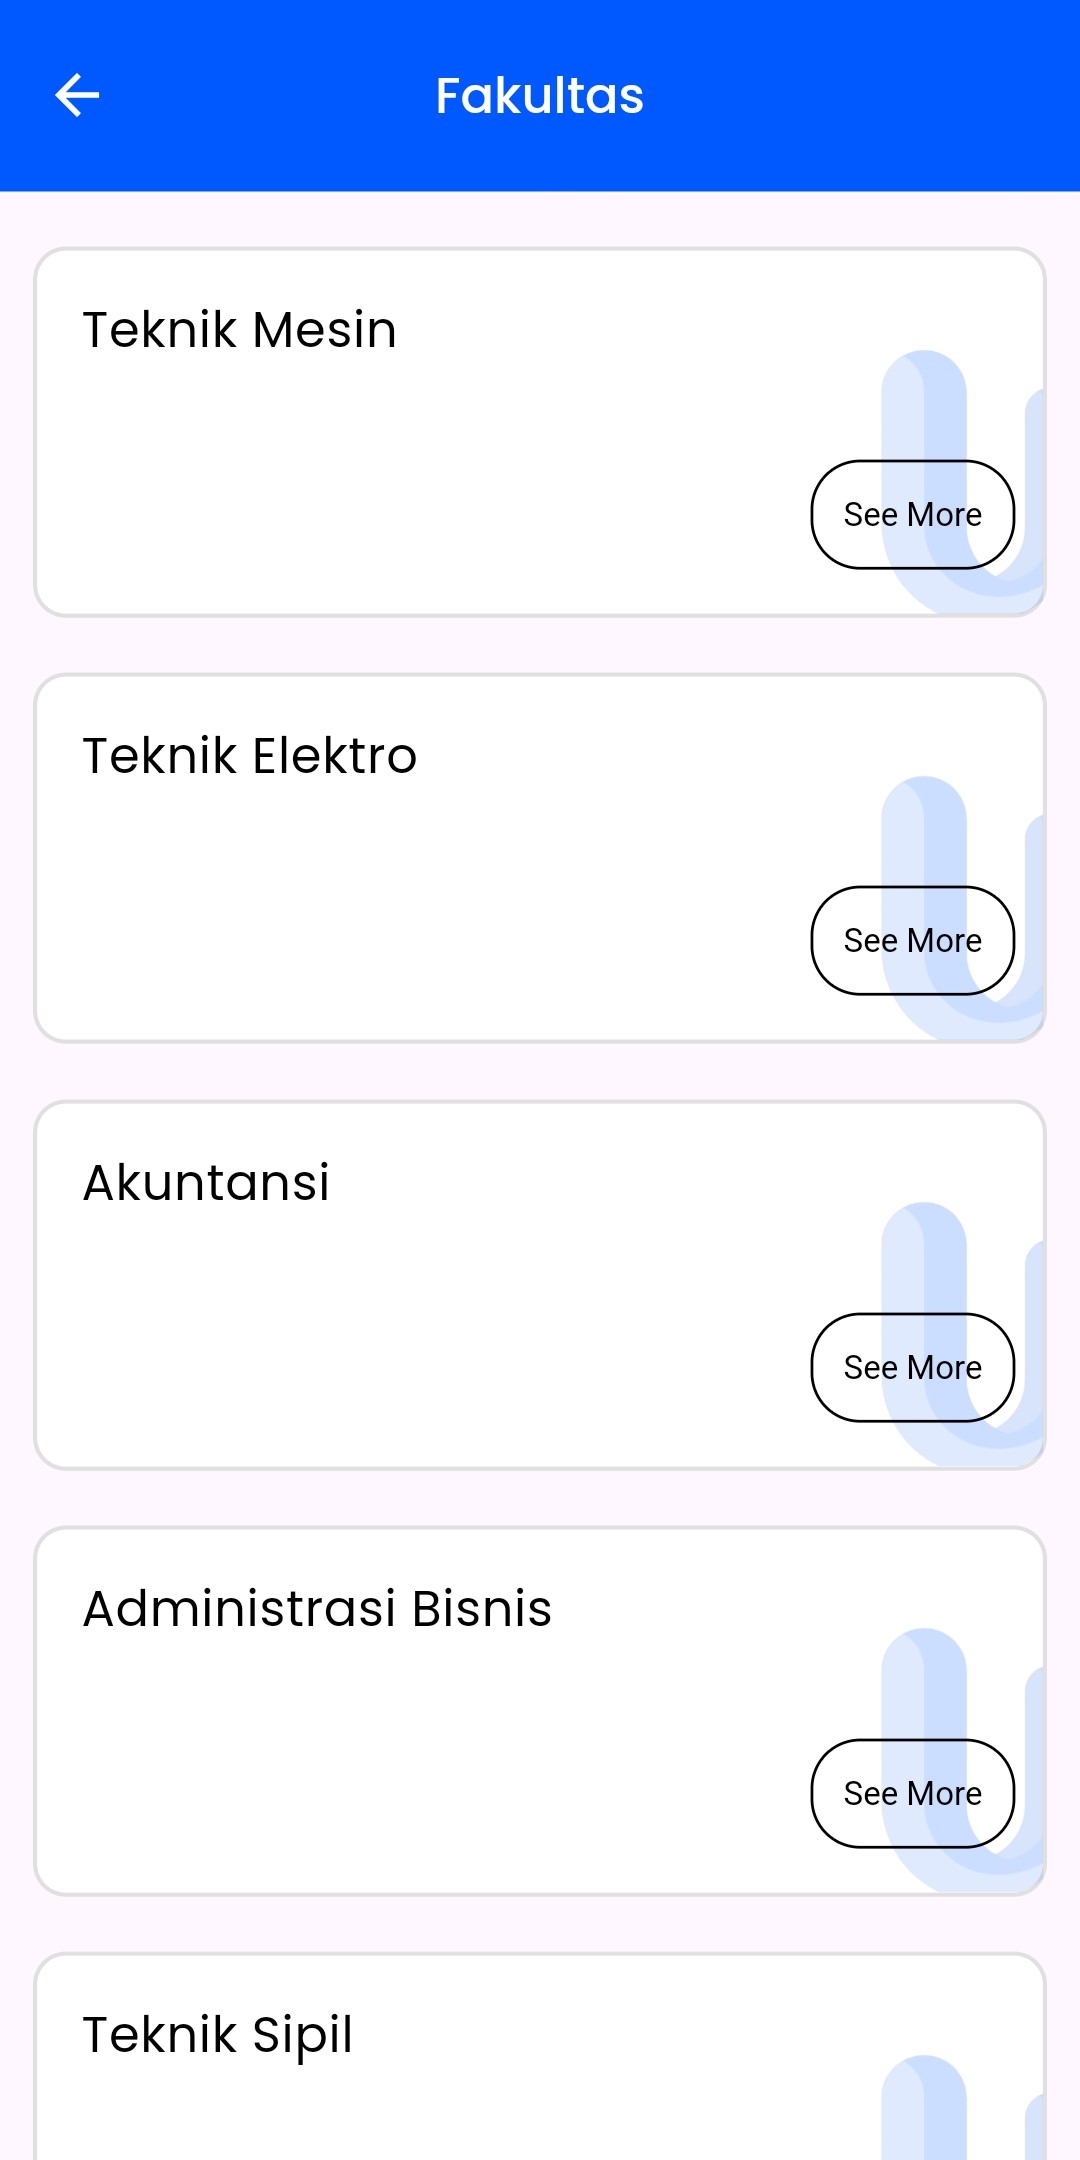 Fakultas
Teknik Mesin
See More
Teknik Elektro
See More
Akuntansi
See More
Administrasi Bisnis
See More
Teknik Sipil